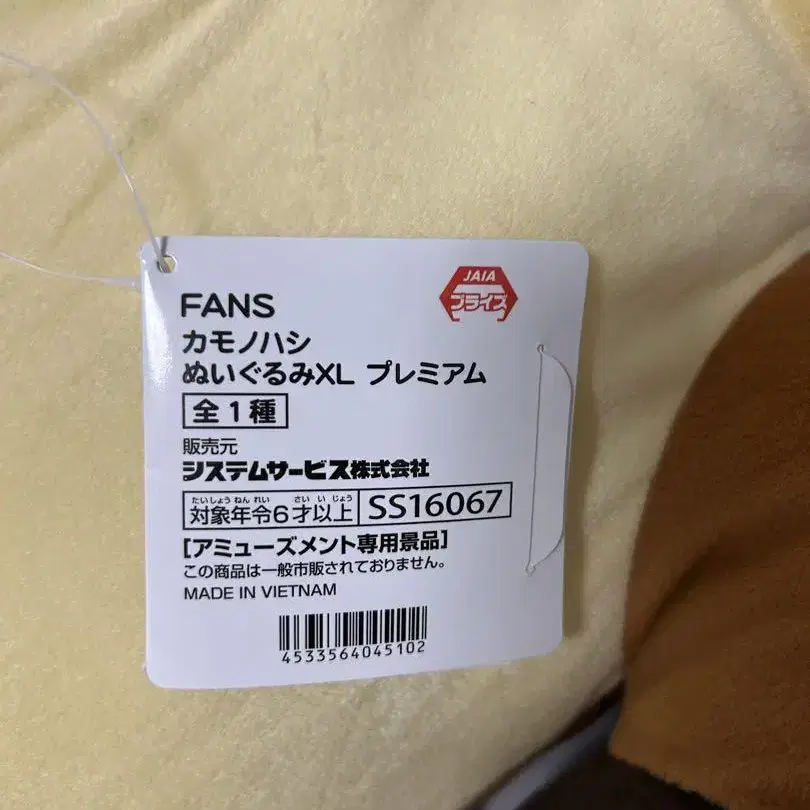 JAIA
プライズ
FANS
カモノハシ
ぬいぐるみXL プレミアム
全1種
販売元
システムサービス株式会社
たいしょうねんれい さいいじょう
対象年令6才以上 SS16067
[アミューズメント専用景品]
この商品は一般市販されておりません。
MADE IN VIETNAM
4533564045102